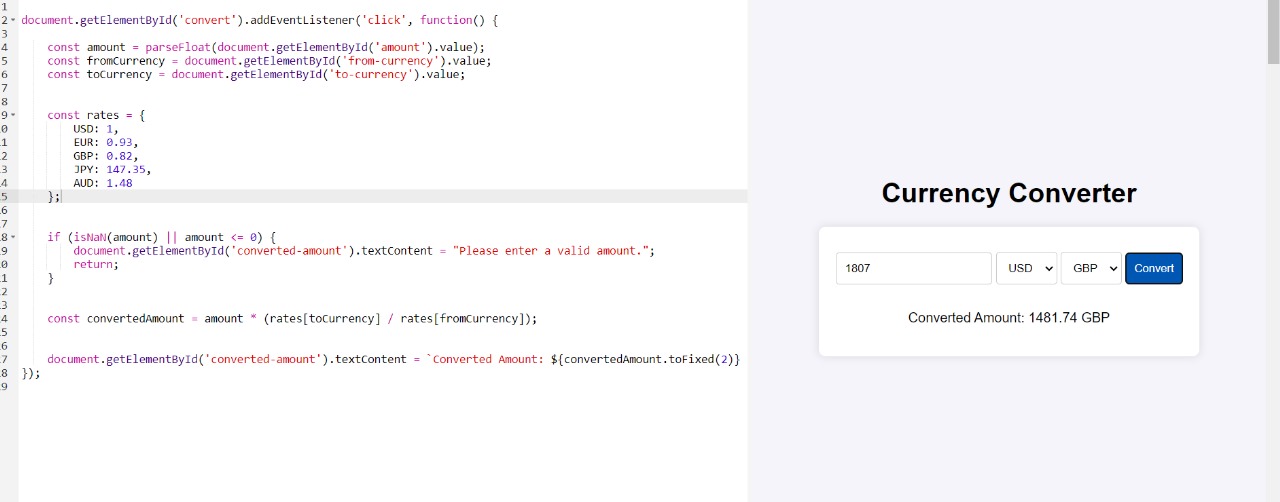 1
2 document.getElementById('convert').addEventListener('click', function() {
3
4 const amount = parseFloat(document.getElementById('amount').value);
5 const fromCurrency = document.getElementById('from-currency').value;
6 const toCurrency = document.getElementById('to-currency').value;
7
8
9 const rates = {
0 USD: 1,
1 EUR: 0.93,
2 GBP: 0.82,
3 JPY: 147.35,
4 AUD: 1.48
5 };
6
7
8 if (isNaN(amount) || amount <= 0) {
9 document.getElementById('converted-amount').textContent = "Please enter a valid amount.";
0 return;
1 }
2
3
4 const convertedAmount = amount * (rates[toCurrency] / rates[fromCurrency]);
5
6
7 document.getElementById('converted-amount').textContent = `Converted Amount: ${convertedAmount.toFixed(2)}
8 });
9
Currency Converter
1807 USD GBP Convert
Converted Amount: 1481.74 GBP